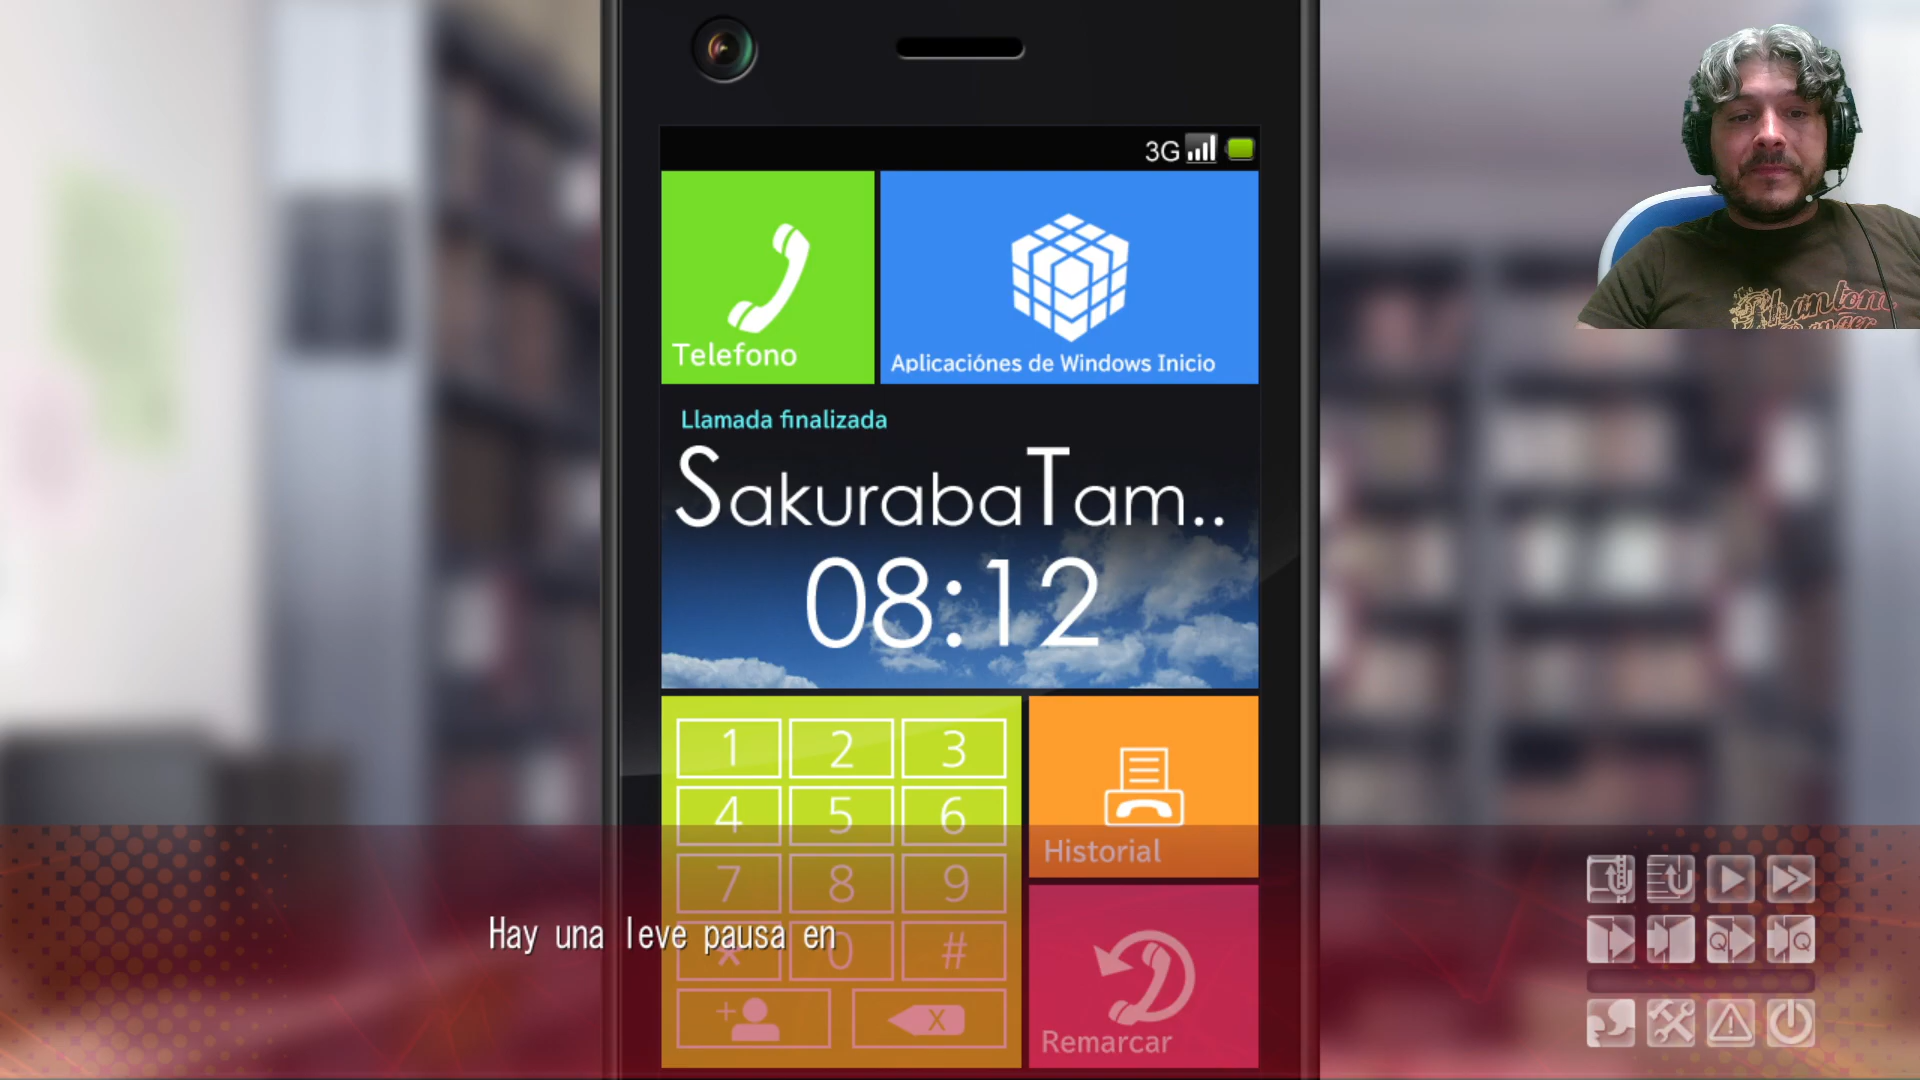 3G
Telefono
Aplicaciónes de Windows Inicio
Llamada finalizada
SakurabaTam..
08:12
1 2 3
4 5 6
7 8 9
* 0 #
X
Historial
Remarcar
Hay una leve pausa en
Q Q
Phantom